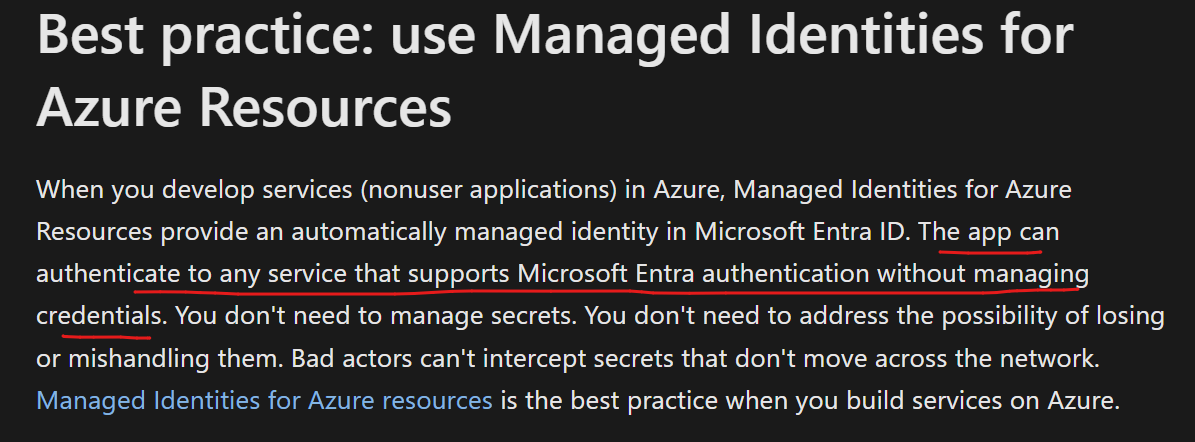 Best practice: use Managed Identities for
Azure Resources
When you develop services (nonuser applications) in Azure, Managed Identities for Azure
Resources provide an automatically managed identity in Microsoft Entra ID. The app can
authenticate to any service that supports Microsoft Entra authentication without managing
credentials. You don't need to manage secrets. You don't need to address the possibility of losing
or mishandling them. Bad actors can't intercept secrets that don't move across the network.
Managed Identities for Azure resources is the best practice when you build services on Azure.